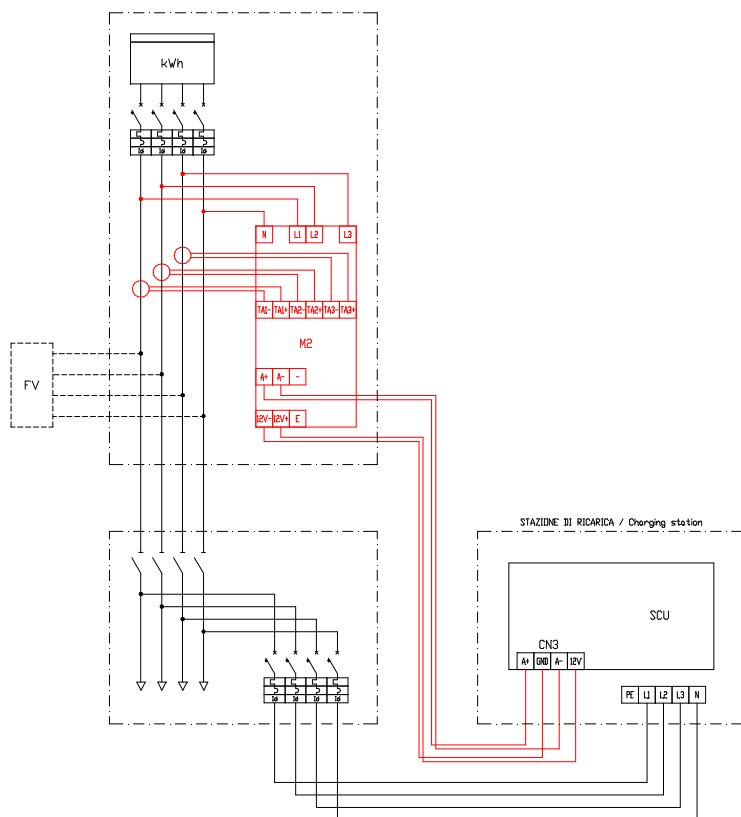 kWh
Id Id Id Id
N L1 L2 L3
TA1- TA1+ TA2- TA2+ TA3- TA3+
M2
FV
A+ A- -
12V- 12V+ E
STAZIONE DI RICARICA / Charging station
SCU
CN3
A+ GND A- 12V
PE L1 L2 L3 N
Id Id Id Id